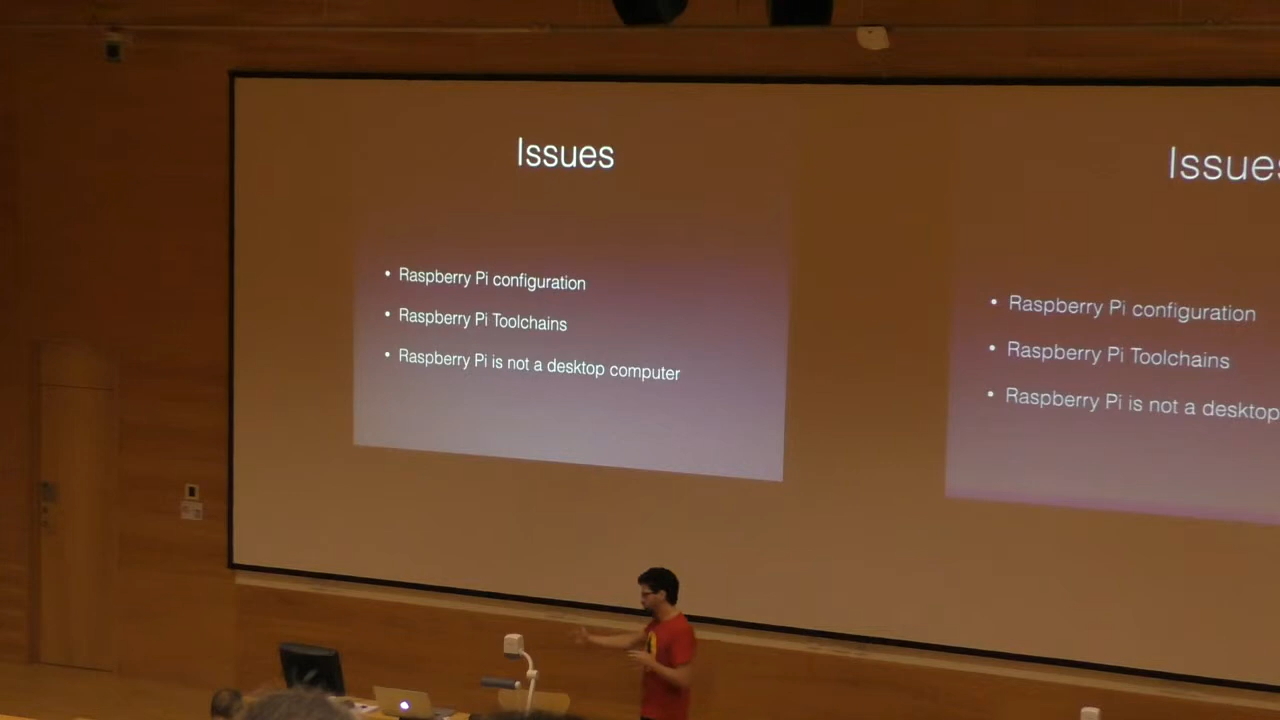 Issues
• Raspberry Pi configuration
• Raspberry Pi Toolchains
• Raspberry Pi is not a desktop computer
Issues
• Raspberry Pi configuration
• Raspberry Pi Toolchains
• Raspberry Pi is not a desktop